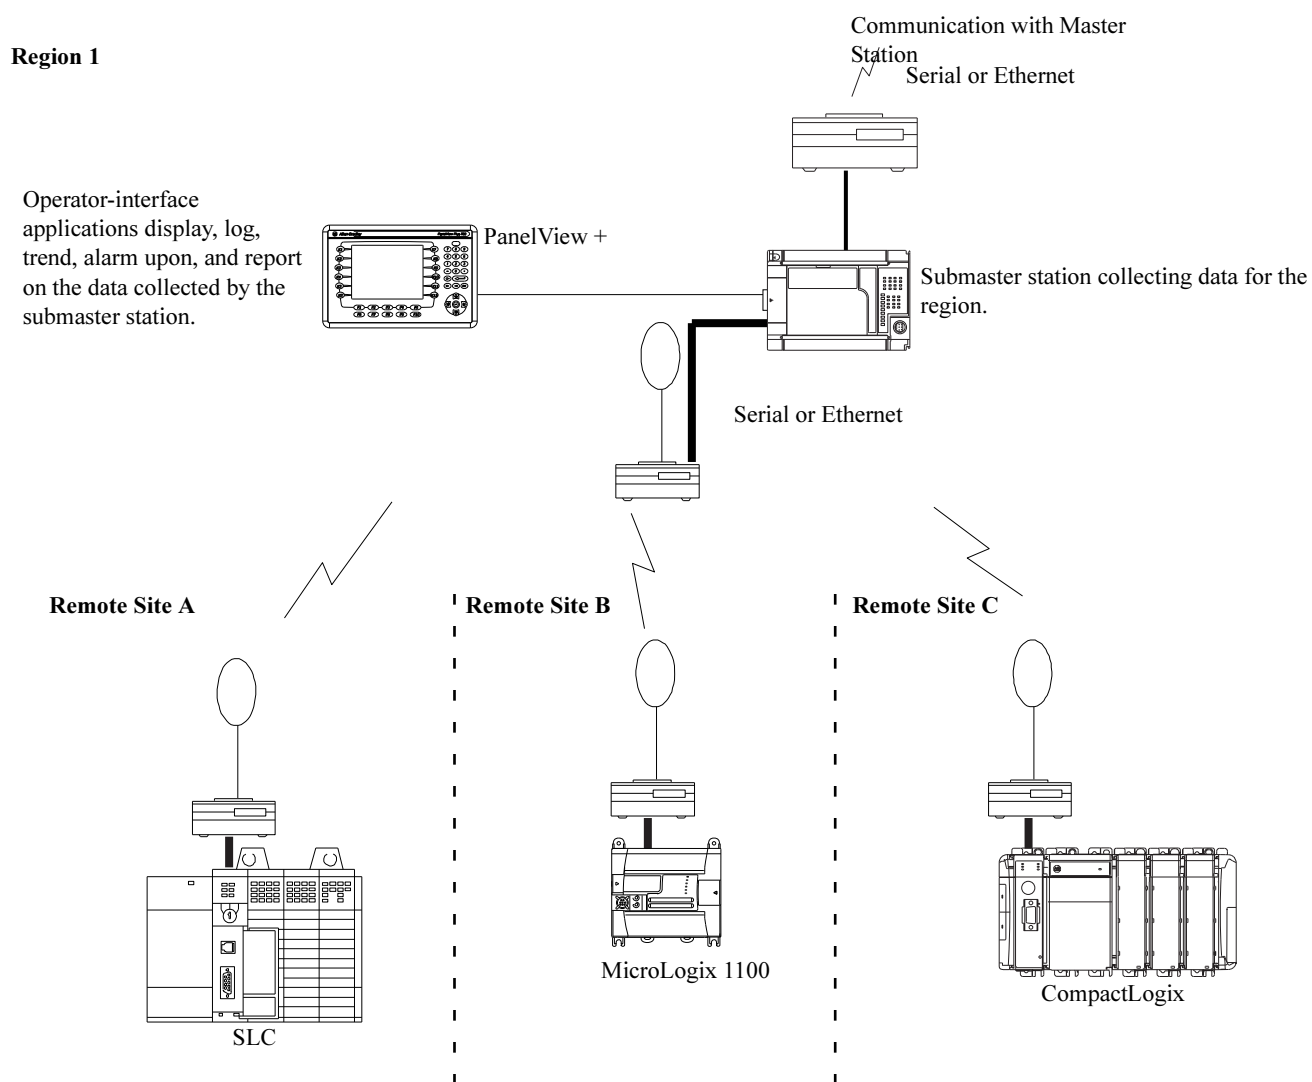 Communication with Master
Station
Region 1
Serial or Ethernet
Operator-interface
applications display, log,
trend, alarm upon, and report
on the data collected by the
submaster station.
PanelView +
Submaster station collecting data for the
region.
Serial or Ethernet
Remote Site A
Remote Site B
Remote Site C
MicroLogix 1100
CompactLogix
SLC